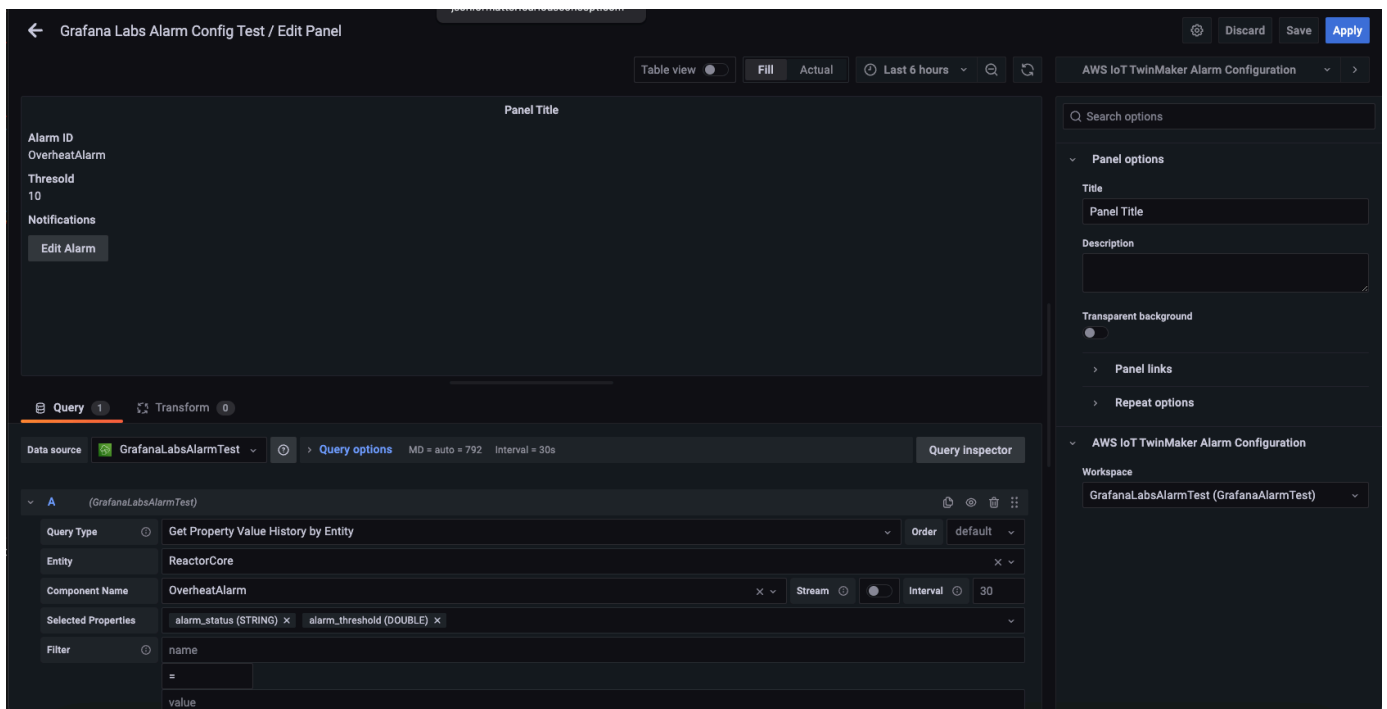 Grafana Labs Alarm Config Test / Edit Panel
Discard Save Apply
Table view Fill Actual Last 6 hours
AWS IoT TwinMaker Alarm Configuration
Panel Title
Alarm ID
OverheatAlarm
Thresold
10
Notifications
Edit Alarm
Search options
Panel options
Title
Panel Title
Description
Transparent background
Panel links
Repeat options
AWS IoT TwinMaker Alarm Configuration
Workspace
GrafanaLabsAlarmTest (GrafanaAlarmTest)
Query 1 Transform 0
Data source GrafanaLabsAlarmTest Query options MD = auto = 792 Interval = 30s Query inspector
A (GrafanaLabsAlarmTest)
Query Type Get Property Value History by Entity Order default
Entity ReactorCore
Component Name OverheatAlarm Stream Interval 30
Selected Properties alarm_status (STRING) × alarm_threshold (DOUBLE) ×
Filter name
=
value